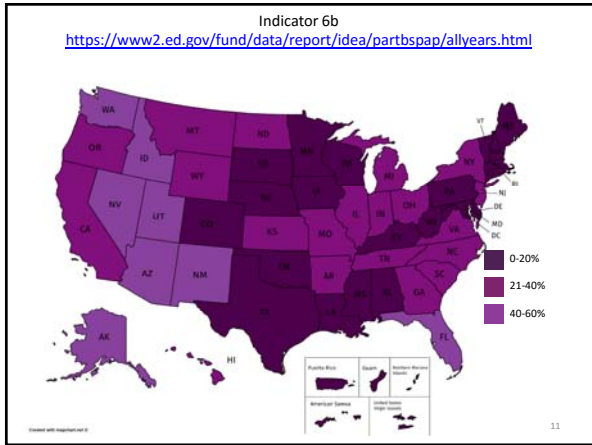 Indicator 6b
https://www2.ed.gov/fund/data/report/idea/partbspap/allyears.html
WA
MT
ND
MN
VT
OR
ID
WI
NY
WY
MI
RI
IA
PA
NJ
NV
UT
IL
IN
OH
DE
MD
CO
DC
CA
KS
MO
VA
KY
TN
NC
0-20%
AZ
NM
OK
AR
SC
21-40%
MS
AL
GA
40-60%
TX
LA
FL
AK
HI
Puerto Rico
Guam
Northern Mariana Islands
American Samoa
United States Virgin Islands
Created with mapchart.net ©
11